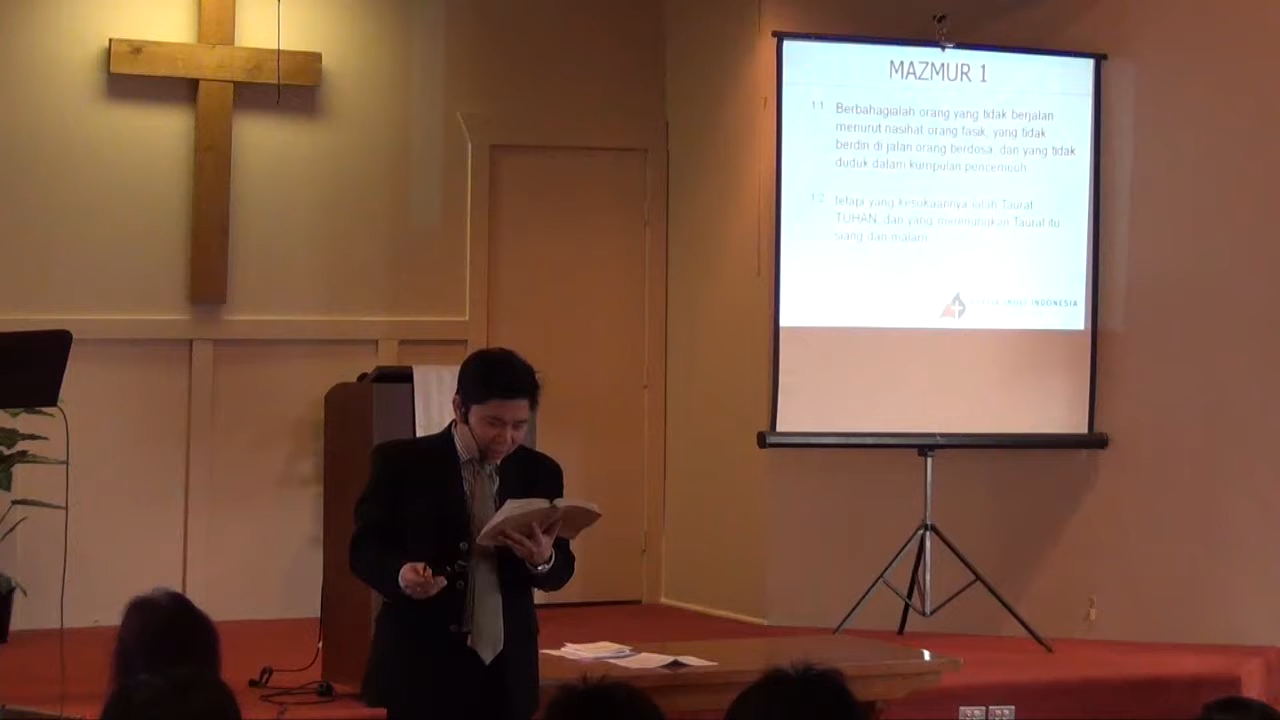 MAZMUR 1
1:1 Berbahagialah orang yang tidak berjalan
menurut nasihat orang fasik, yang tidak
berdiri di jalan orang berdosa, dan yang tidak
duduk dalam kumpulan pencemooh,
1:2 tetapi yang kesukaannya ialah Taurat
TUHAN, dan yang merenungkan Taurat itu
siang dan malam.
INDONESIA